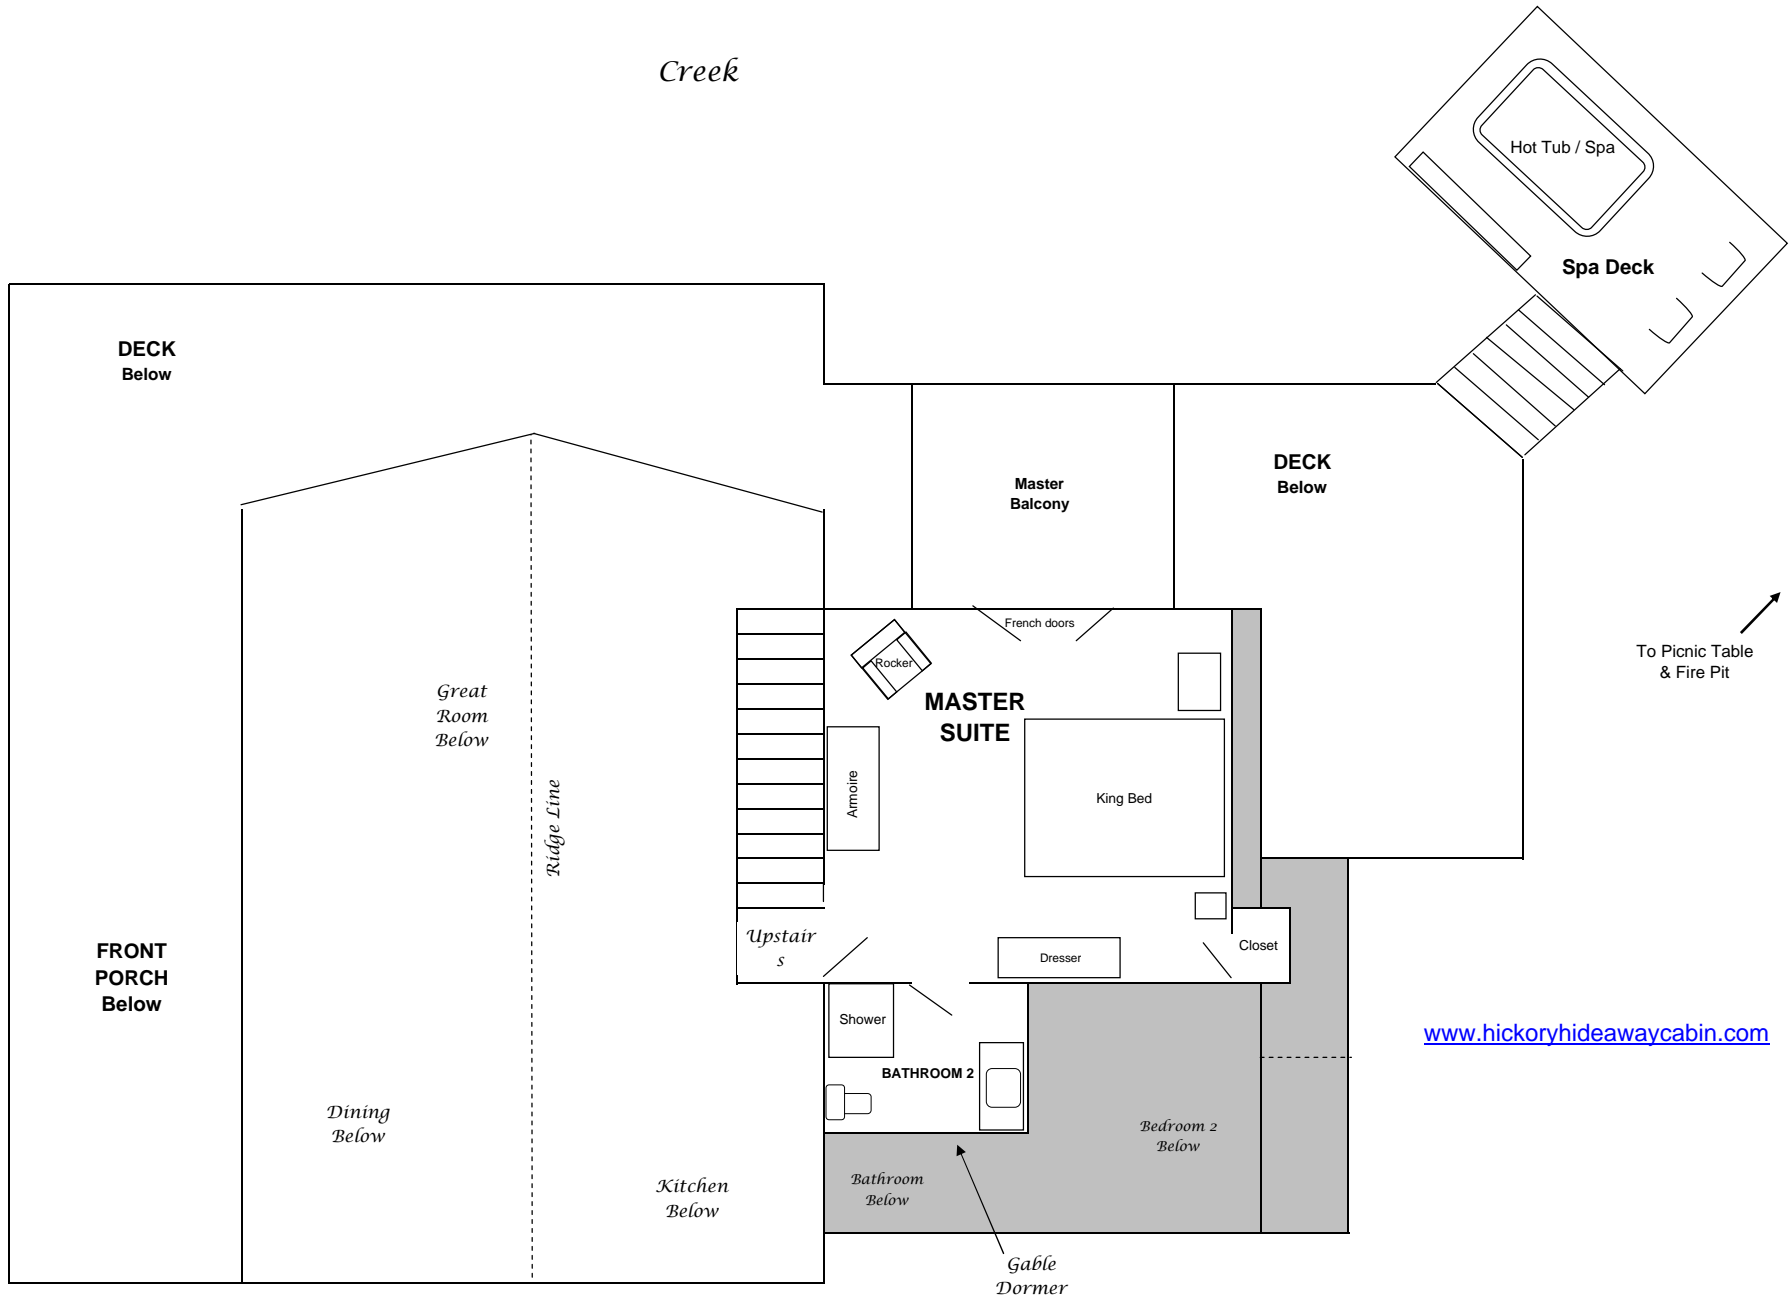 Creek
Hot Tub / Spa
Spa Deck
DECK
Below
DECK
Below
Master
Balcony
French doors
To Picnic Table
& Fire Pit
Rocker
Great
Room
Below
MASTER
SUITE
Armoire
King Bed
Ridge Line
Upstair
s
Closet
Dresser
FRONT
PORCH
Below
Shower
www.hickoryhideawaycabin.com
BATHROOM 2
Dining
Below
Bedroom 2
Below
Kitchen
Below
Bathroom
Below
Gable
Dormer